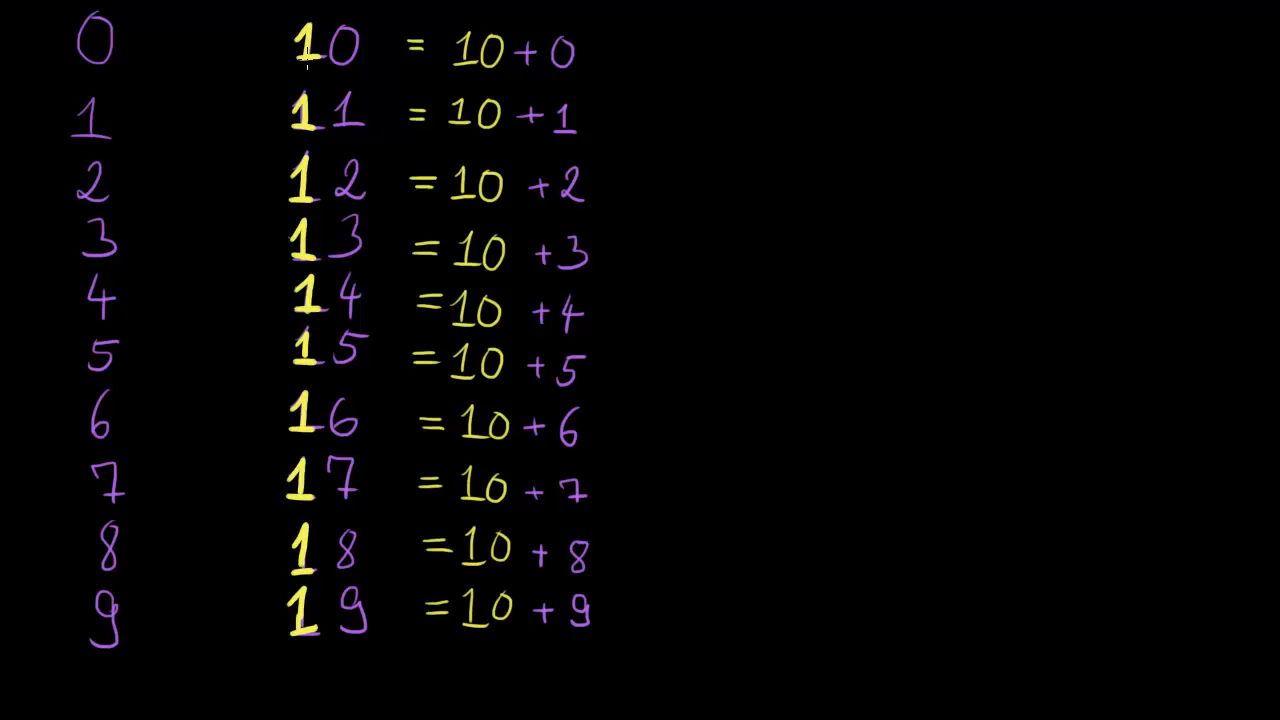 0 10 = 10 + 0
1 11 = 10 + 1
2 12 = 10 + 2
3 13 = 10 + 3
4 14 = 10 + 4
5 15 = 10 + 5
6 16 = 10 + 6
7 17 = 10 + 7
8 18 = 10 + 8
9 19 = 10 + 9